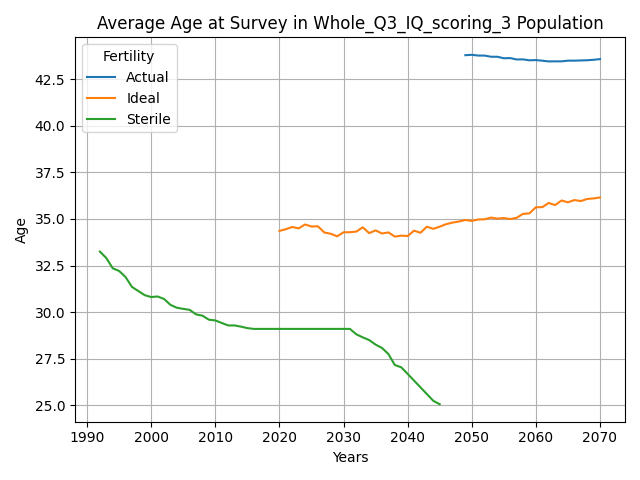 Average Age at Survey in Whole_Q3_IQ_scoring_3 Population
Fertility
Actual
Ideal
Sterile
Age
42.5
40.0
37.5
35.0
32.5
30.0
27.5
25.0
1990 2000 2010 2020 2030 2040 2050 2060 2070
Years